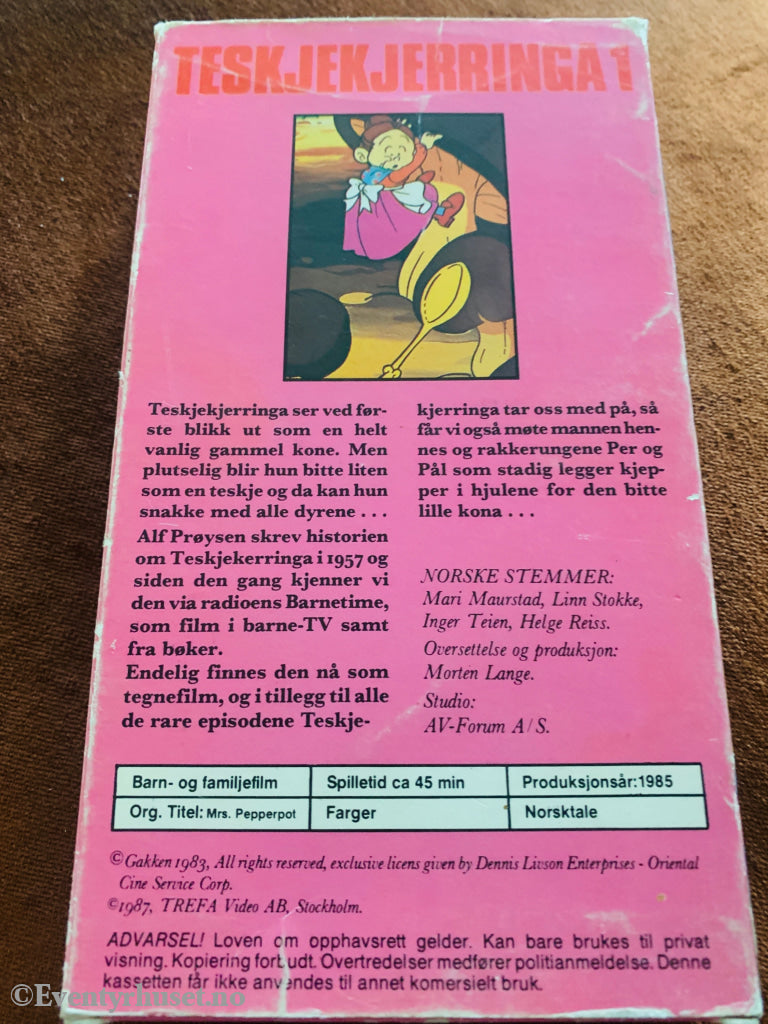 TESKJEKJERRINGA 1
Teskjekjerringa ser ved før-
ste blikk ut som en helt
vanlig gammel kone. Men
plutselig blir hun bitte liten
som en teskje og da kan hun
snakke med alle dyrene . . .
Alf Prøysen skrev historien
om Teskjekerringa i 1957 og
siden den gang kjenner vi
den via radioens Barnetime,
som film i barne-TV samt
fra bøker.
Endelig finnes den nå som
tegnefilm, og i tillegg til alle
de rare episodene Teskje-
kjerringa tar oss med på, så
får vi også møte mannen hen-
nes og rakkerungene Per og
Pål som stadig legger kjep-
per i hjulene for den bitte
lille kona . . .
NORSKE STEMMER:
Mari Maurstad, Linn Stokke,
Inger Teien, Helge Reiss.
Oversettelse og produksjon:
Morten Lange.
Studio:
AV-Forum A/S.
Barn- og familjefilm Spilletid ca 45 min Produksjonsår:1985
Org. Titel: Mrs. Pepperpot Farger Norsktale
©Gakken 1983, All rights reserved, exclusive licens given by Dennis Livson Enterprises - Oriental
Cine Service Corp.
©1987, TREFA Video AB, Stockholm.
ADVARSEL! Loven om opphavsrett gelder. Kan bare brukes til privat
visning. Kopiering forbudt. Overtredelser medfører politianmeldelse. Denne
kassetten får ikke anvendes til annet komersielt bruk.
©Eventyrhuset.no